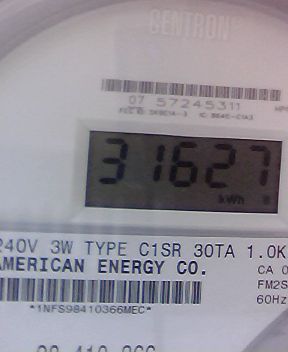 CENTRON®
07 57245311
31627
kWh
240V 3W TYPE C1SR 30TA 1.0K
AMERICAN ENERGY CO.
CA 0
FM2S
60Hz
*1NFS98410366MEC*